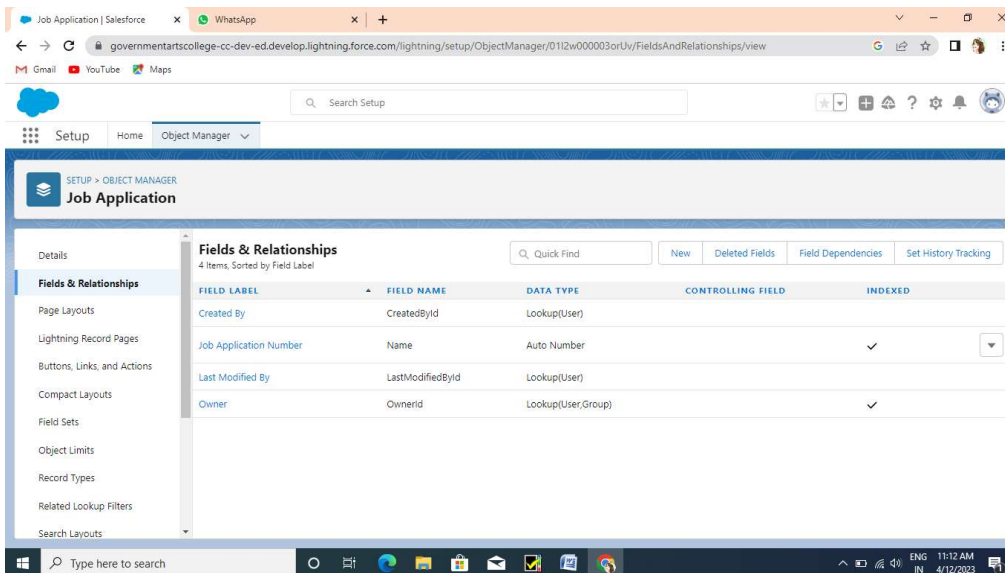 Job Application | Salesforce
WhatsApp
governmentartscollege-cc-dev-ed.develop.lightning.force.com/lightning/setup/ObjectManager/01I2w000003orUv/FieldsAndRelationships/view
Gmail YouTube Maps
Search Setup
Setup Home Object Manager
SETUP > OBJECT MANAGER
Job Application
Details
Fields & Relationships
Page Layouts
Lightning Record Pages
Buttons, Links, and Actions
Compact Layouts
Field Sets
Object Limits
Record Types
Related Lookup Filters
Search Layouts
Fields & Relationships
4 Items, Sorted by Field Label
Quick Find
New Deleted Fields Field Dependencies Set History Tracking
FIELD LABEL FIELD NAME DATA TYPE CONTROLLING FIELD INDEXED
Created By CreatedById Lookup(User)
Job Application Number Name Auto Number
Last Modified By LastModifiedById Lookup(User)
Owner OwnerId Lookup(User,Group)
Type here to search
ENG 11:12 AM
IN 4/12/2023